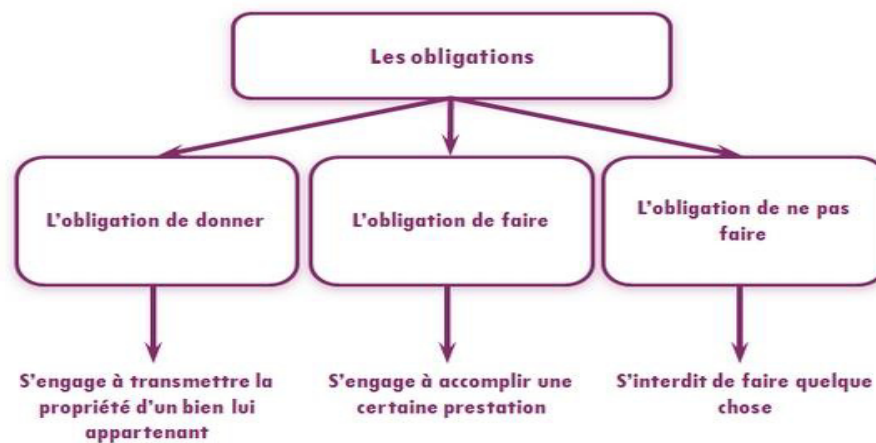 Les obligations
L'obligation de donner
L'obligation de faire
L'obligation de ne pas
faire
S'engage à transmettre la
propriété d'un bien lui
appartenant
S'engage à accomplir une
certaine prestation
S'interdit de faire quelque
chose